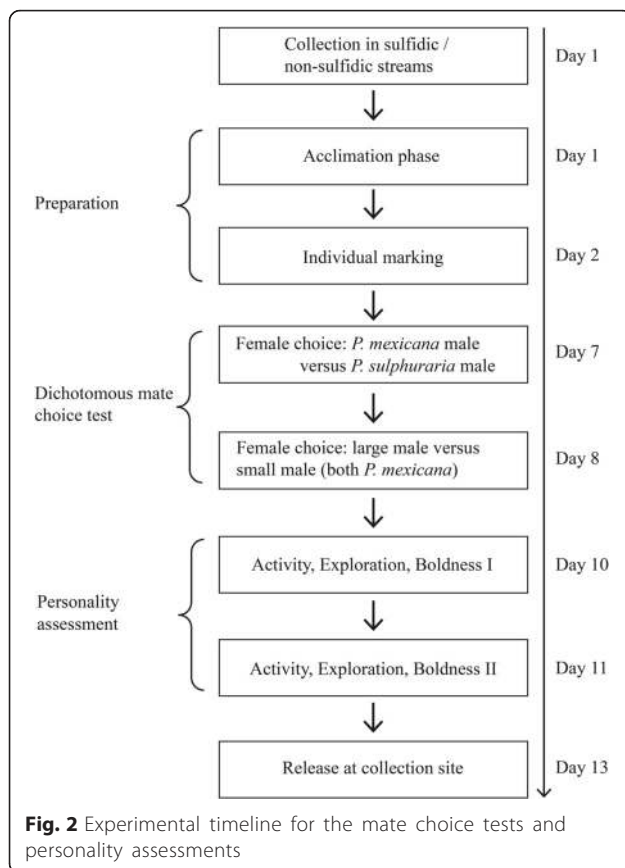 Collection in sulfidic /
non-sulfidic streams
Day 1
Preparation
Acclimation phase
Day 1
Individual marking
Day 2
Dichotomous mate
choice test
Female choice: P. mexicana male
versus P. sulphuraria male
Day 7
Female choice: large male versus
small male (both P. mexicana)
Day 8
Personality
assessment
Activity, Exploration, Boldness I
Day 10
Activity, Exploration, Boldness II
Day 11
Release at collection site
Day 13
Fig. 2 Experimental timeline for the mate choice tests and
personality assessments